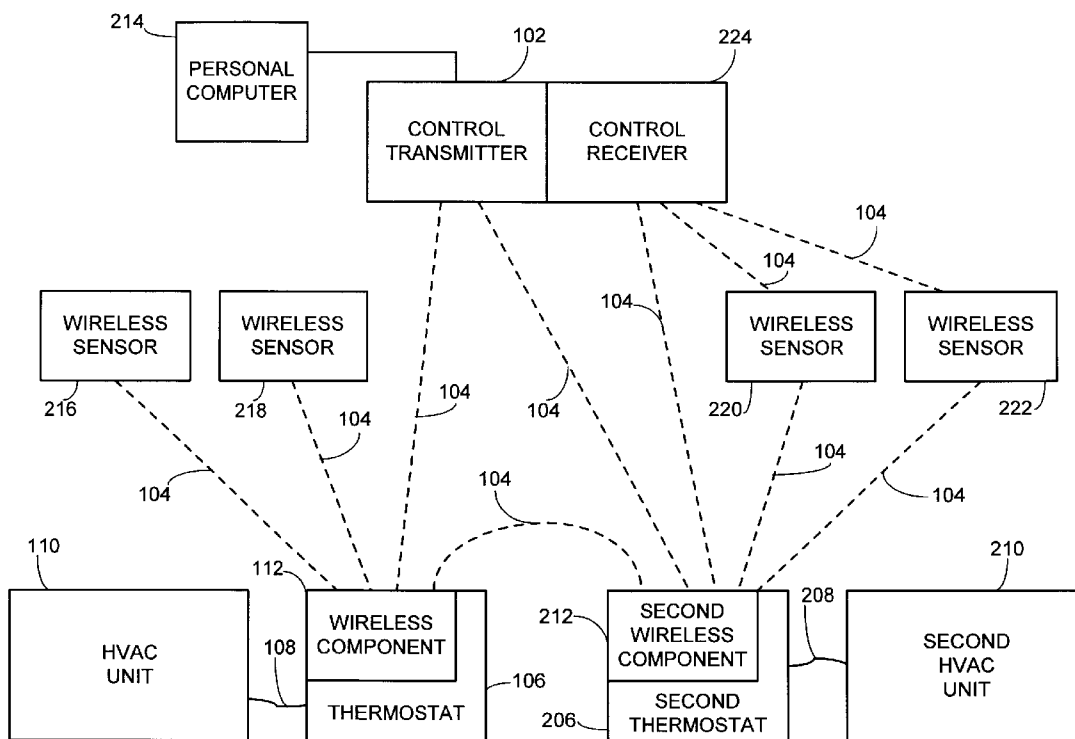 214
PERSONAL
COMPUTER
102
224
CONTROL
TRANSMITTER
CONTROL
RECEIVER
104
104
104
104
104
WIRELESS
SENSOR
216
WIRELESS
SENSOR
218
WIRELESS
SENSOR
220
WIRELESS
SENSOR
222
104
104
104
104
104
110
HVAC
UNIT
108
112
WIRELESS
COMPONENT
THERMOSTAT
106
212
SECOND
WIRELESS
COMPONENT
SECOND
THERMOSTAT
206
208
210
SECOND
HVAC
UNIT